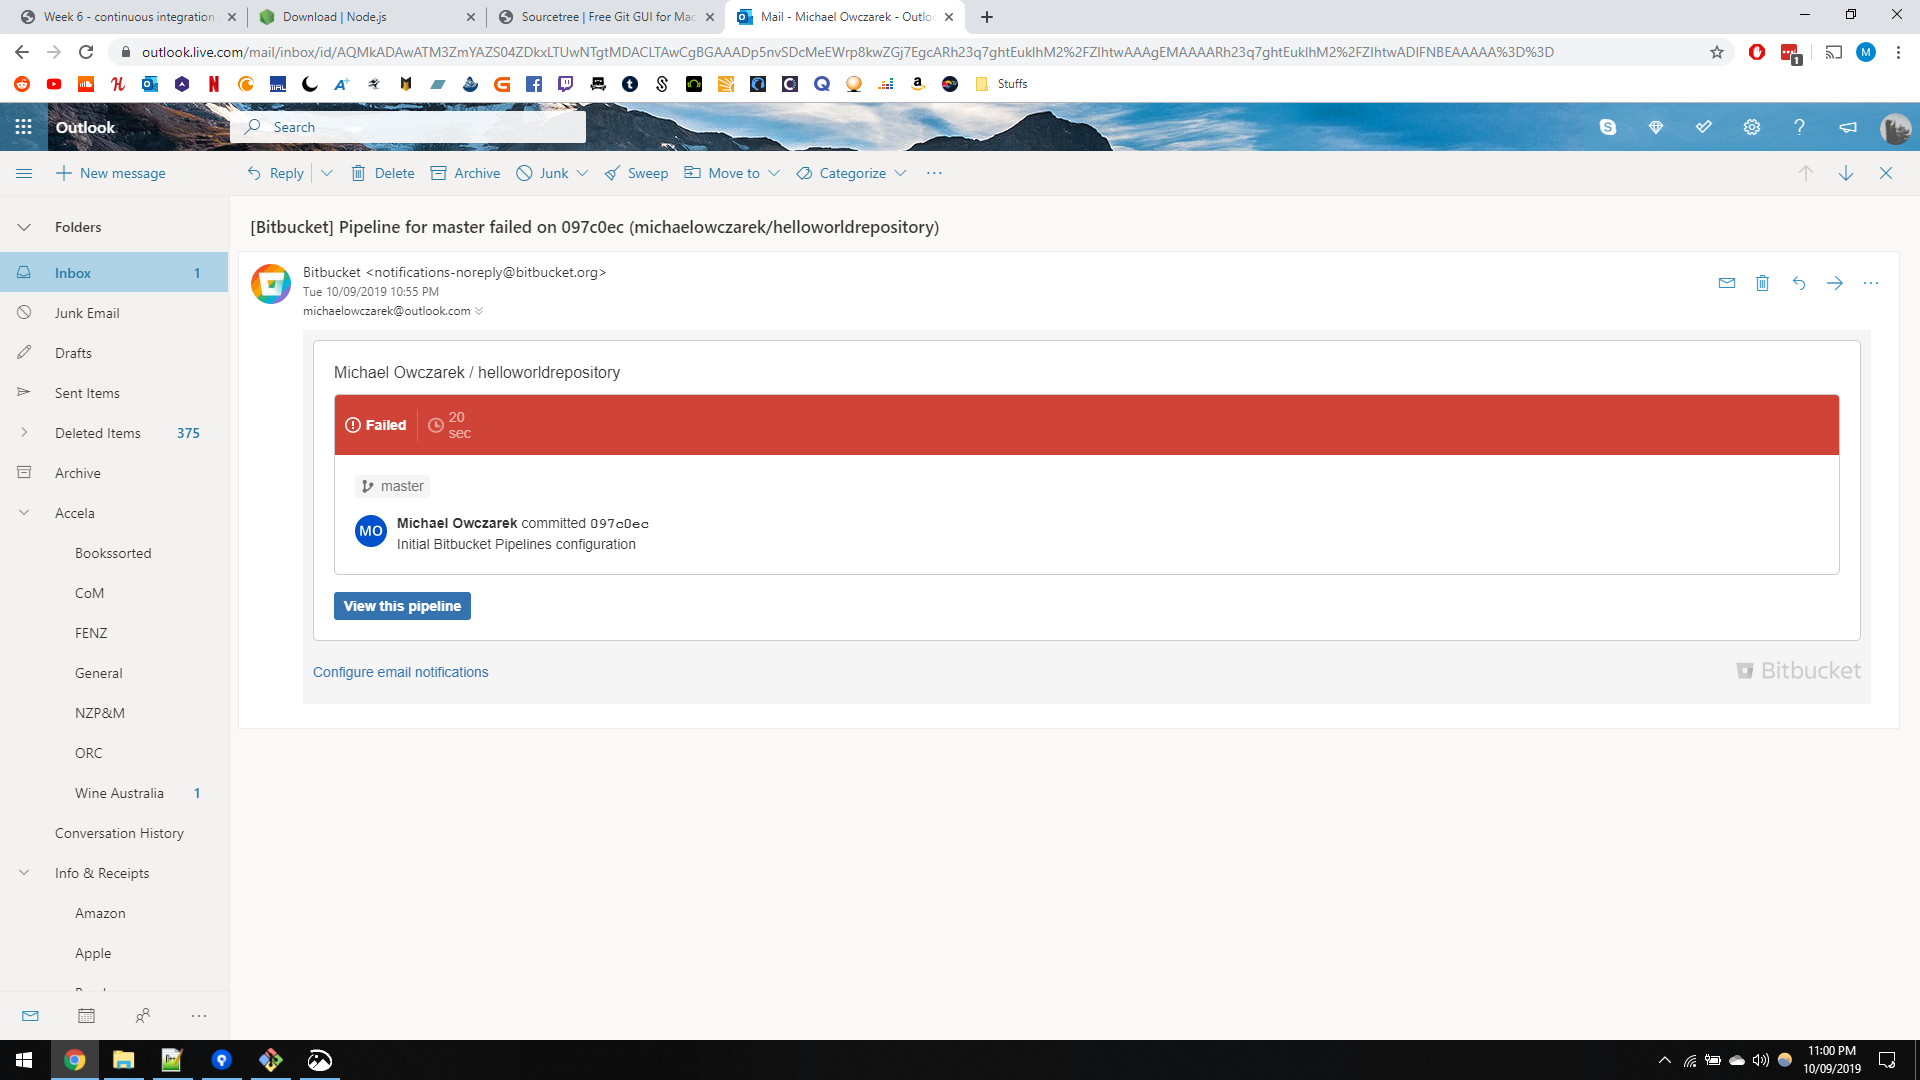 Week 6 - continuous integration
Download | Node.js
Sourcetree | Free Git GUI for Mac
Mail - Michael Owczarek - Outlo
outlook.live.com/mail/inbox/id/AQMkADAwATM3ZmYAZS04ZDkxLTUwNTgtMDACLTAwCgBGAAADp5nvSDcMeEWrp8kwZGj7EgcARh23q7ghtEuklhM2%2FZlhtwAAAgEMAAAARh23q7ghtEuklhM2%2FZlhtwADIFNBEAAAAA%3D%3D
1
M
Stuffs
Outlook
Search
New message
Reply
Delete
Archive
Junk
Sweep
Move to
Categorize
Folders
Inbox 1
Junk Email
Drafts
Sent Items
Deleted Items 375
Archive
Accela
Bookssorted
CoM
FENZ
General
NZP&M
ORC
Wine Australia 1
Conversation History
Info & Receipts
Amazon
Apple
[Bitbucket] Pipeline for master failed on 097c0ec (michaelowczarek/helloworldrepository)
Bitbucket <notifications-noreply@bitbucket.org>
Tue 10/09/2019 10:55 PM
michaelowczarek@outlook.com
Michael Owczarek / helloworldrepository
Failed
20
sec
master
MO
Michael Owczarek committed 097c0ec
Initial Bitbucket Pipelines configuration
View this pipeline
Configure email notifications
Bitbucket
11:00 PM
10/09/2019